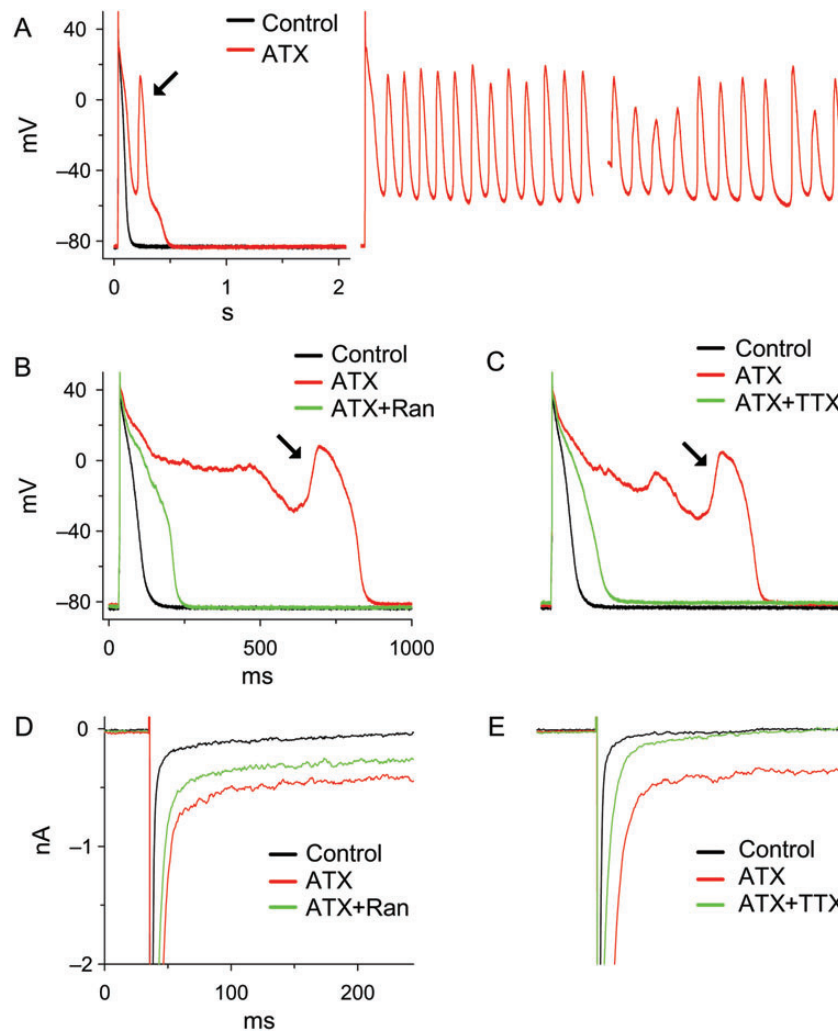 A
Control
ATX
mV
40
0
–40
–80
0
1
2
s
B
Control
ATX
ATX+Ran
mV
40
0
–40
–80
0
500
1000
ms
C
Control
ATX
ATX+TTX
D
nA
0
–1
–2
Control
ATX
ATX+Ran
0
100
200
ms
E
Control
ATX
ATX+TTX